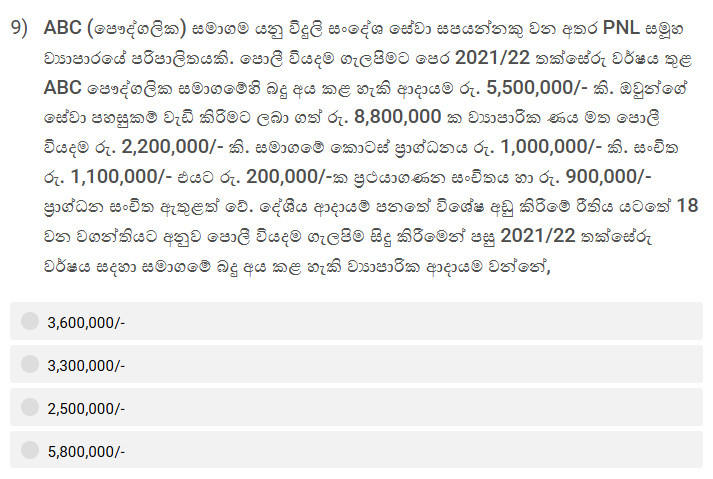 9) ABC (පෞද්ගලික) සමාගම යනු විදුලි සංදේශ සේවා සපයන්නකු වන අතර PNL සමූහ
ව්‍යාපාරයේ පරිපාලිතයකි. පොලී වියදම ගැලපීමට පෙර 2021/22 තක්සේරු වර්ෂය තුළ
ABC පෞද්ගලික සමාගමෙහි බදු අය කළ හැකි ආදායම රු. 5,500,000/- කි. ඔවුන්ගේ
සේවා පහසුකම් වැඩි කිරීමට ලබා ගත් රු. 8,800,000 ක ව්‍යාපාරික ණය මත පොලී
වියදම රු. 2,200,000/- කි. සමාගමේ කොටස් ප්‍රාග්ධනය රු. 1,000,000/- කි. සංචිත
රු. 1,100,000/- එයට රු. 200,000/-ක ප්‍රත්‍යාගණන සංචිතය හා රු. 900,000/-
ප්‍රාග්ධන සංචිත ඇතුළත් වේ. දේශීය ආදායම් පනතේ විශේෂ අඩු කිරීමේ රීතිය යටතේ 18
වන වගන්තියට අනුව පොලී වියදම ගැලපීම සිදු කිරීමෙන් පසු 2021/22 තක්සේරු
වර්ෂය සදහා සමාගමේ බදු අය කළ හැකි ව්‍යාපාරික ආදායම වන්නේ,
3,600,000/-
3,300,000/-
2,500,000/-
5,800,000/-